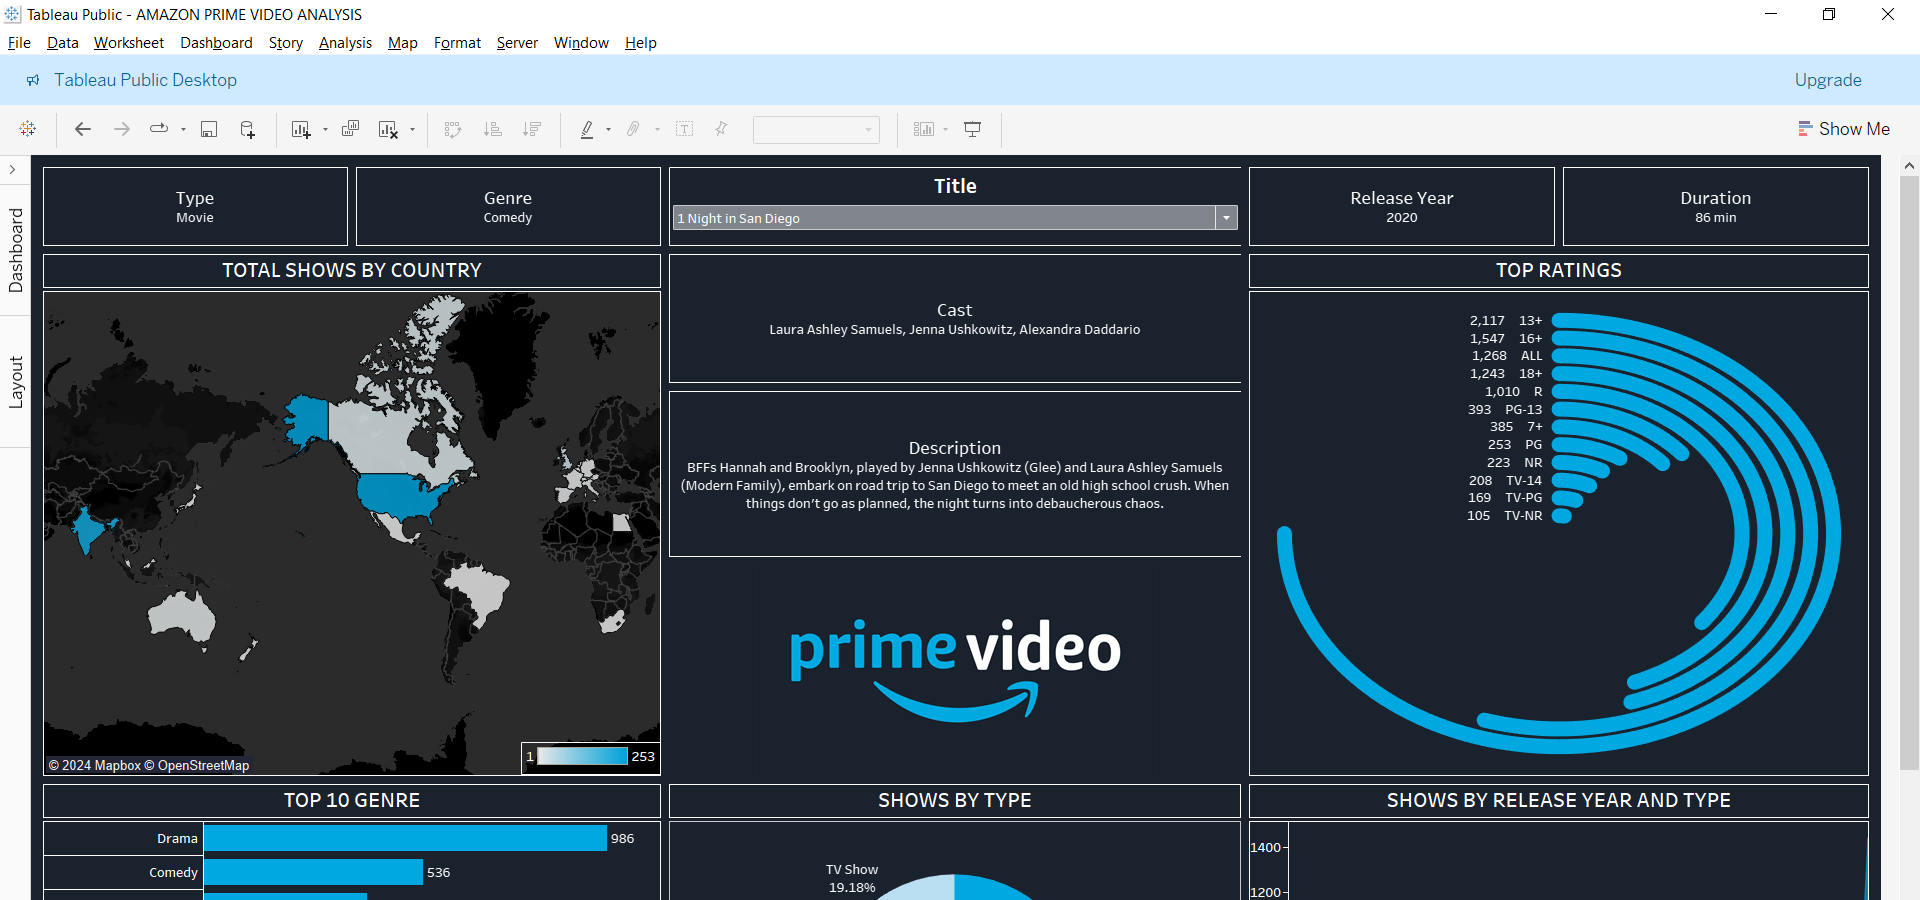 Tableau Public - AMAZON PRIME VIDEO ANALYSIS
File Data Worksheet Dashboard Story Analysis Map Format Server Window Help
Tableau Public Desktop
Upgrade
Show Me
Dashboard
Layout
Type
Movie
Genre
Comedy
Title
1 Night in San Diego
Release Year
2020
Duration
86 min
TOTAL SHOWS BY COUNTRY
1
253
© 2024 Mapbox © OpenStreetMap
Cast
Laura Ashley Samuels, Jenna Ushkowitz, Alexandra Daddario
Description
BFFs Hannah and Brooklyn, played by Jenna Ushkowitz (Glee) and Laura Ashley Samuels
(Modern Family), embark on road trip to San Diego to meet an old high school crush. When
things don’t go as planned, the night turns into debaucherous chaos.
prime video
TOP RATINGS
2,117 13+
1,547 16+
1,268 ALL
1,243 18+
1,010 R
393 PG-13
385 7+
253 PG
223 NR
208 TV-14
169 TV-PG
105 TV-NR
TOP 10 GENRE
Drama 986
Comedy 536
SHOWS BY TYPE
TV Show
19.18%
SHOWS BY RELEASE YEAR AND TYPE
1400
1200